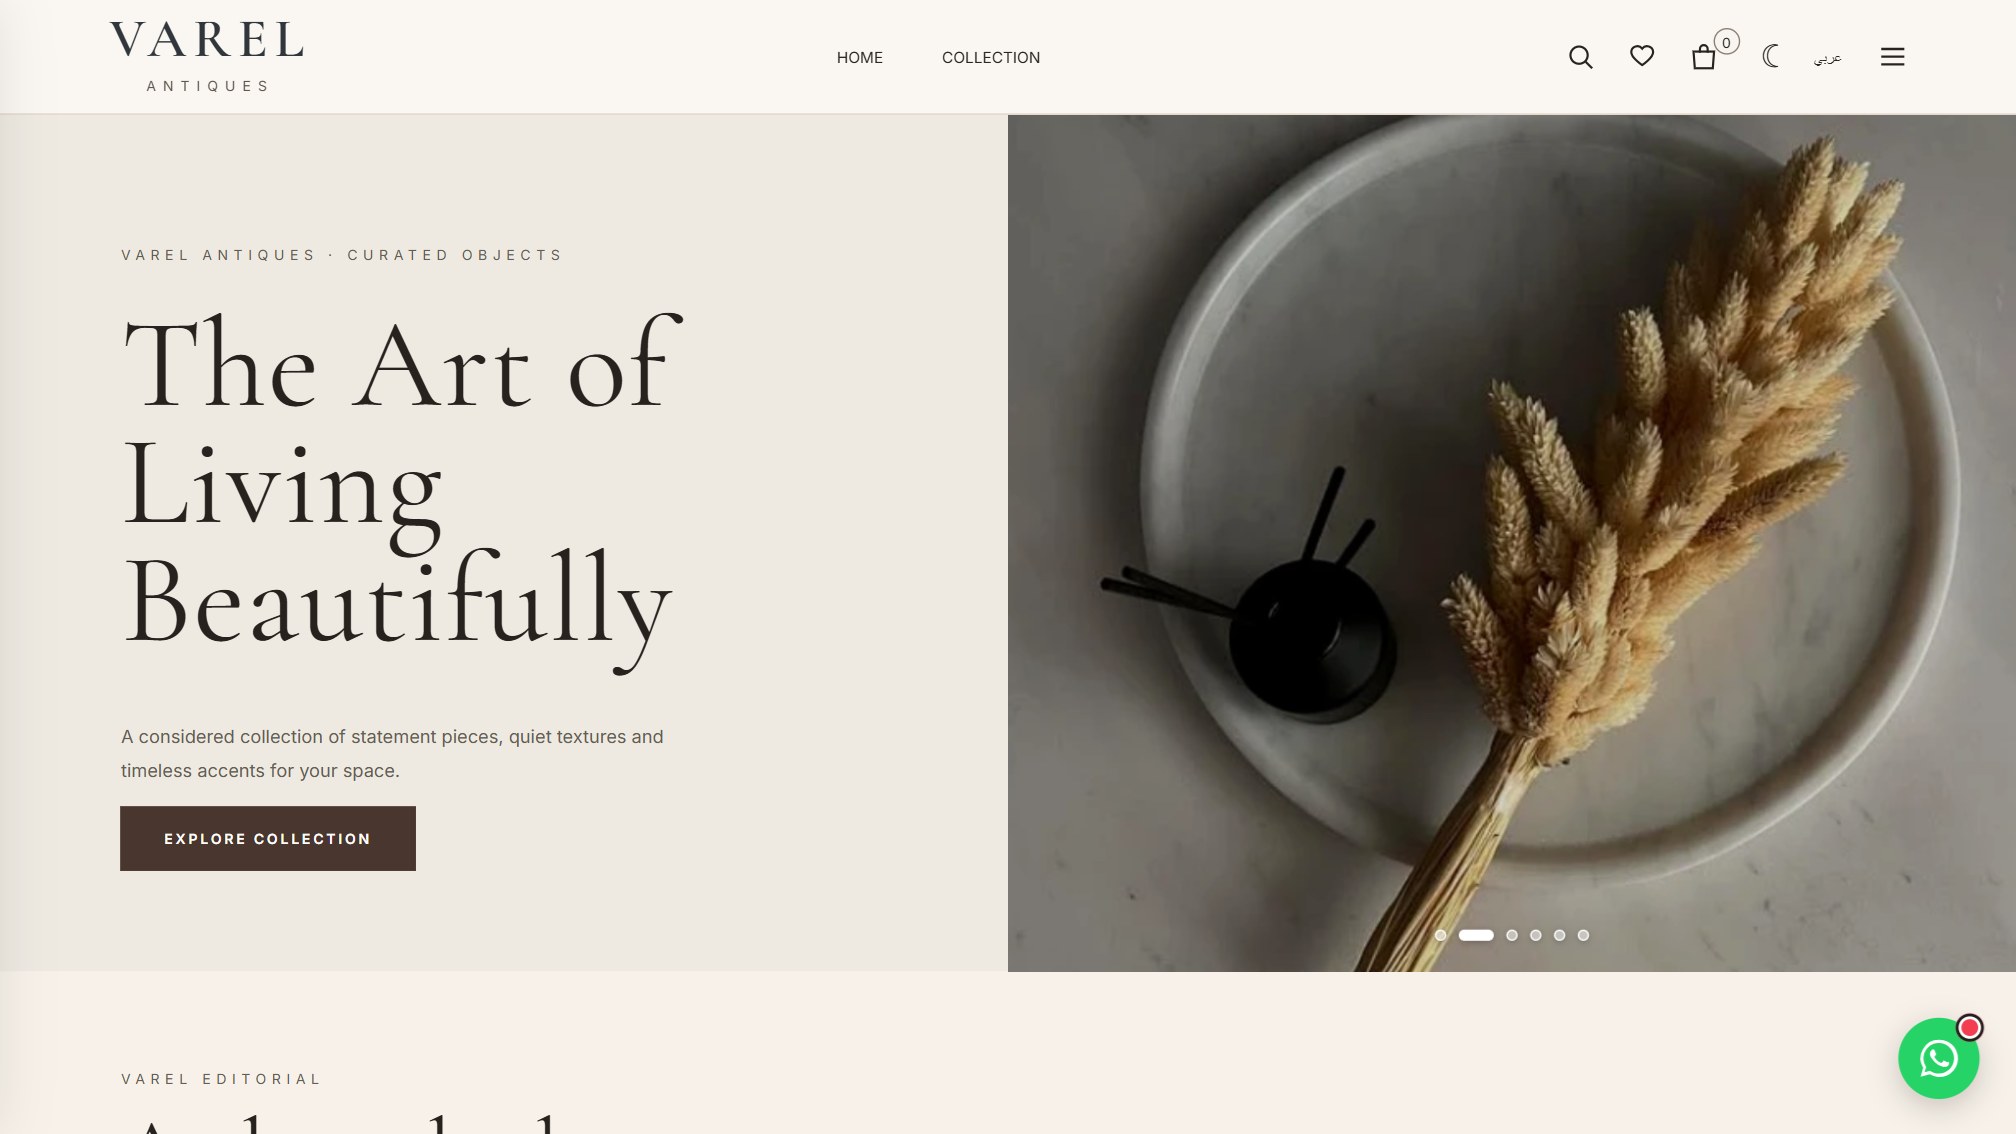 VAREL
ANTIQUES
HOME
COLLECTION
0
عربي
VAREL ANTIQUES · CURATED OBJECTS
The Art of
Living
Beautifully
A considered collection of statement pieces, quiet textures and
timeless accents for your space.
EXPLORE COLLECTION
VAREL EDITORIAL